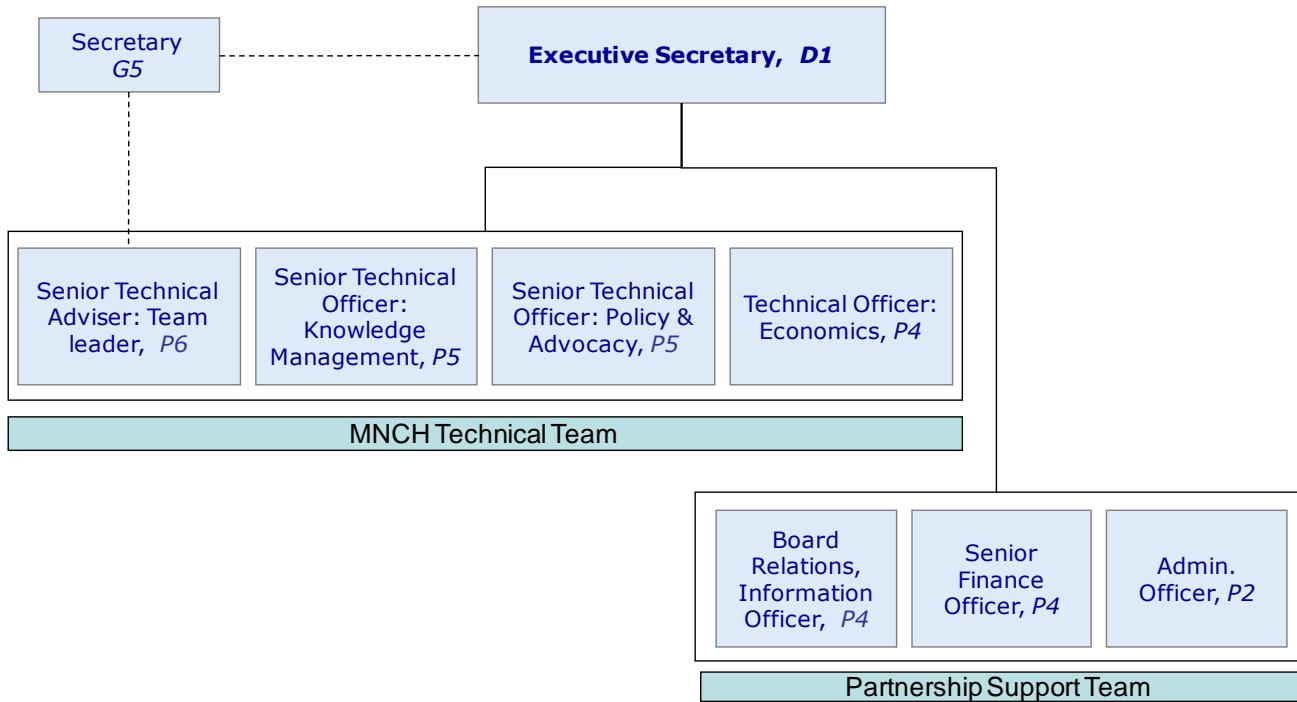 Secretary
G5
Executive Secretary, D1
Senior Technical
Adviser: Team
leader, P6
Senior Technical
Officer:
Knowledge
Management, P5
Senior Technical
Officer: Policy &
Advocacy, P5
Technical Officer:
Economics, P4
MNCH Technical Team
Board
Relations,
Information
Officer, P4
Senior
Finance
Officer, P4
Admin.
Officer, P2
Partnership Support Team